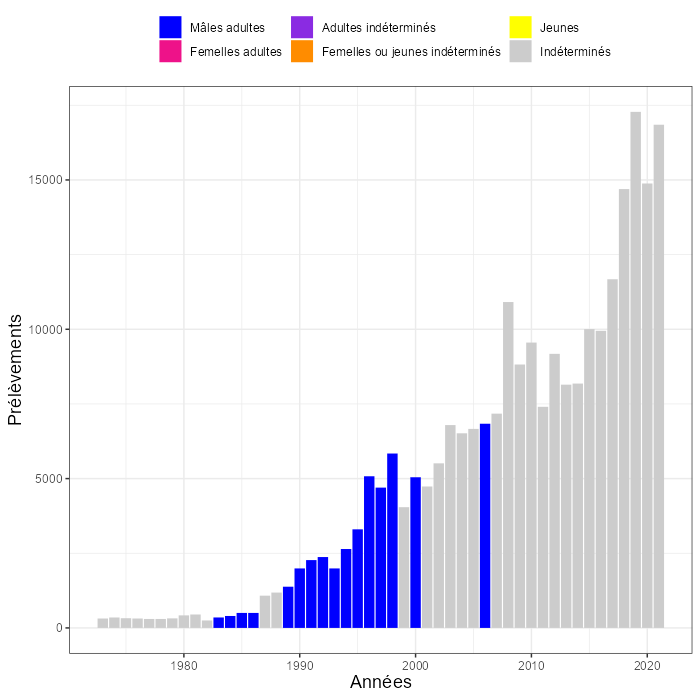 Mâles adultes Adultes indéterminés Jeunes
Femelles adultes Femelles ou jeunes indéterminés Indéterminés
15000
10000
5000
0
Prélèvements
1980 1990 2000 2010 2020
Années